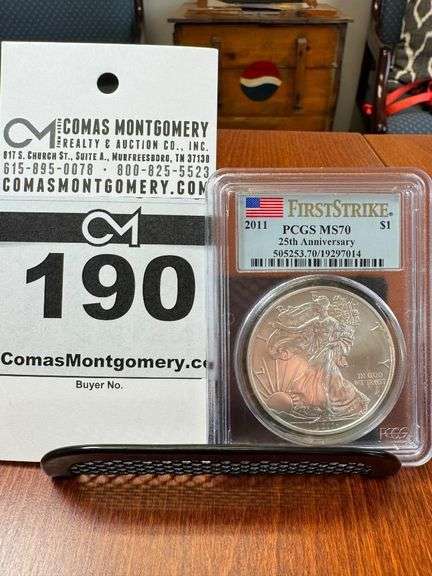 CM
FIRM OFFER
COMAS MONTGOMERY
REALTY & AUCTION CO., INC.
817 S. CHURCH ST., SUITE A., MURFREESBORO, TN 37130
615-895-0078 • 800-825-5523
COMASMONTGOMERY.COM
CM
190
ComasMontgomery.co
Buyer No.
FIRSTSTRIKE®
2011 PCGS MS70 $1
25th Anniversary
505253.70/19297014
LIBERTY
IN GOD
WE TRUST
PCGS